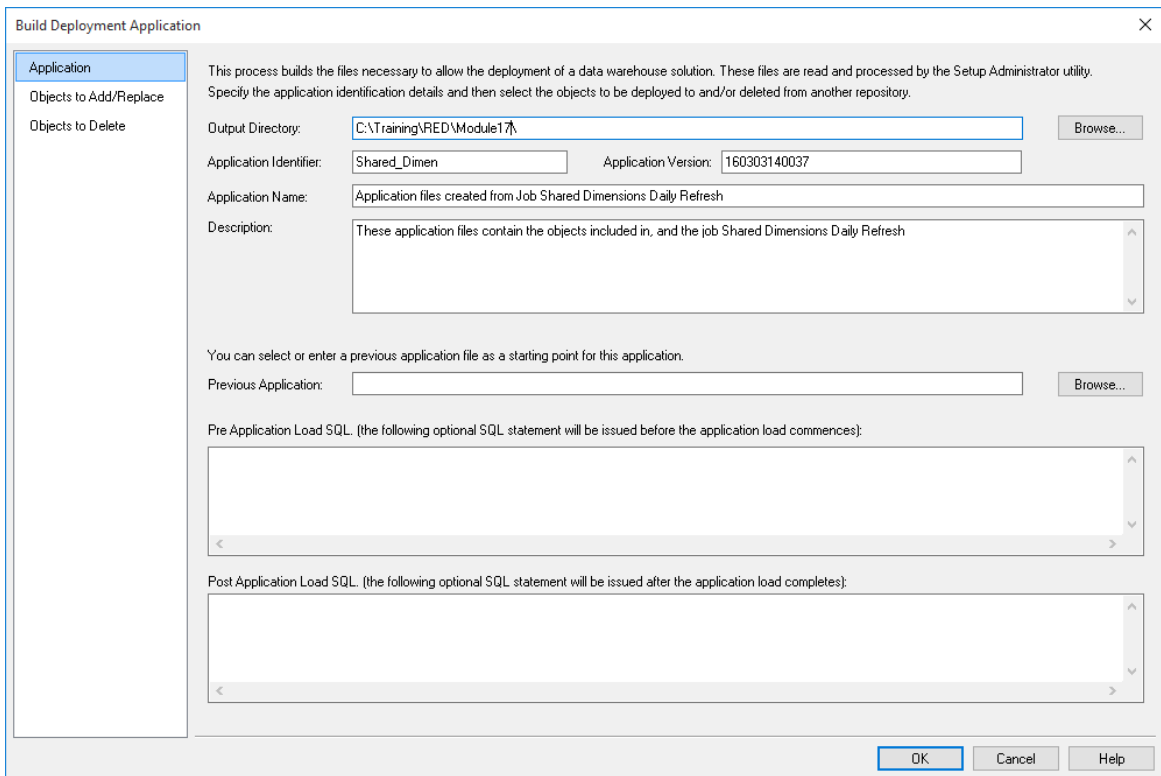 Build Deployment Application
Application
Objects to Add/Replace
Objects to Delete
This process builds the files necessary to allow the deployment of a data warehouse solution. These files are read and processed by the Setup Administrator utility.
Specify the application identification details and then select the objects to be deployed to and/or deleted from another repository.
Output Directory: C:\Training\RED\Module17\ Browse...
Application Identifier: Shared_Dimen Application Version: 160303140037
Application Name: Application files created from Job Shared Dimensions Daily Refresh
Description: These application files contain the objects included in, and the job Shared Dimensions Daily Refresh
You can select or enter a previous application file as a starting point for this application.
Previous Application: Browse...
Pre Application Load SQL. (the following optional SQL statement will be issued before the application load commences):
Post Application Load SQL. (the following optional SQL statement will be issued after the application load completes):
OK Cancel Help